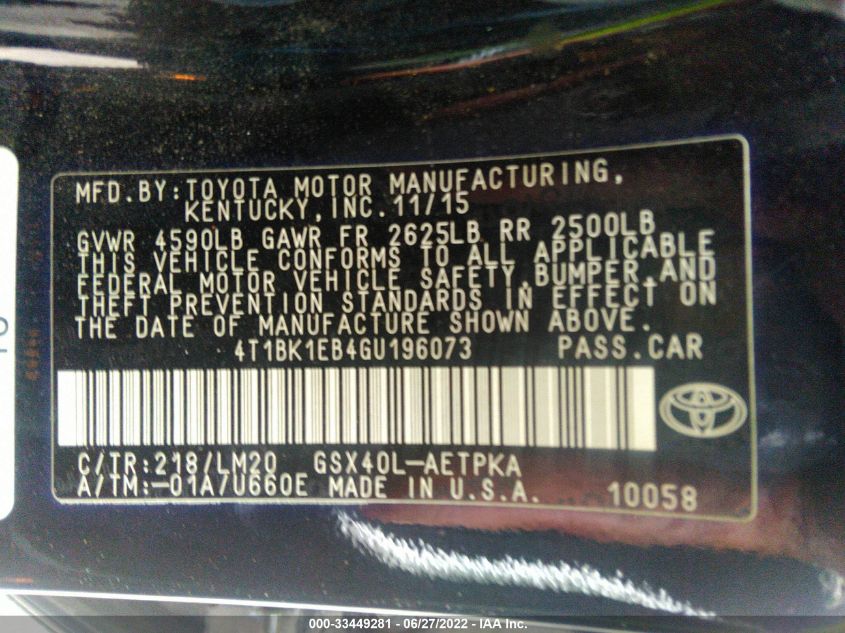 MFD.BY:TOYOTA MOTOR MANUFACTURING,
KENTUCKY,INC.11/15
GVWR 4590LB GAWR FR 2625LB RR 2500LB
THIS VEHICLE CONFORMS TO ALL APPLICABLE
FEDERAL MOTOR VEHICLE SAFETY,BUMPER,AND
THEFT PREVENTION STANDARDS IN EFFECT ON
THE DATE OF MANUFACTURE SHOWN ABOVE.
4T1BK1EB4GU196073 PASS.CAR
C/TR:218/LM20 GSX40L-AETPKA
A/TM:-01A/U660E MADE IN U.S.A. 10058
000-33449281 - 06/27/2022 - IAA Inc.